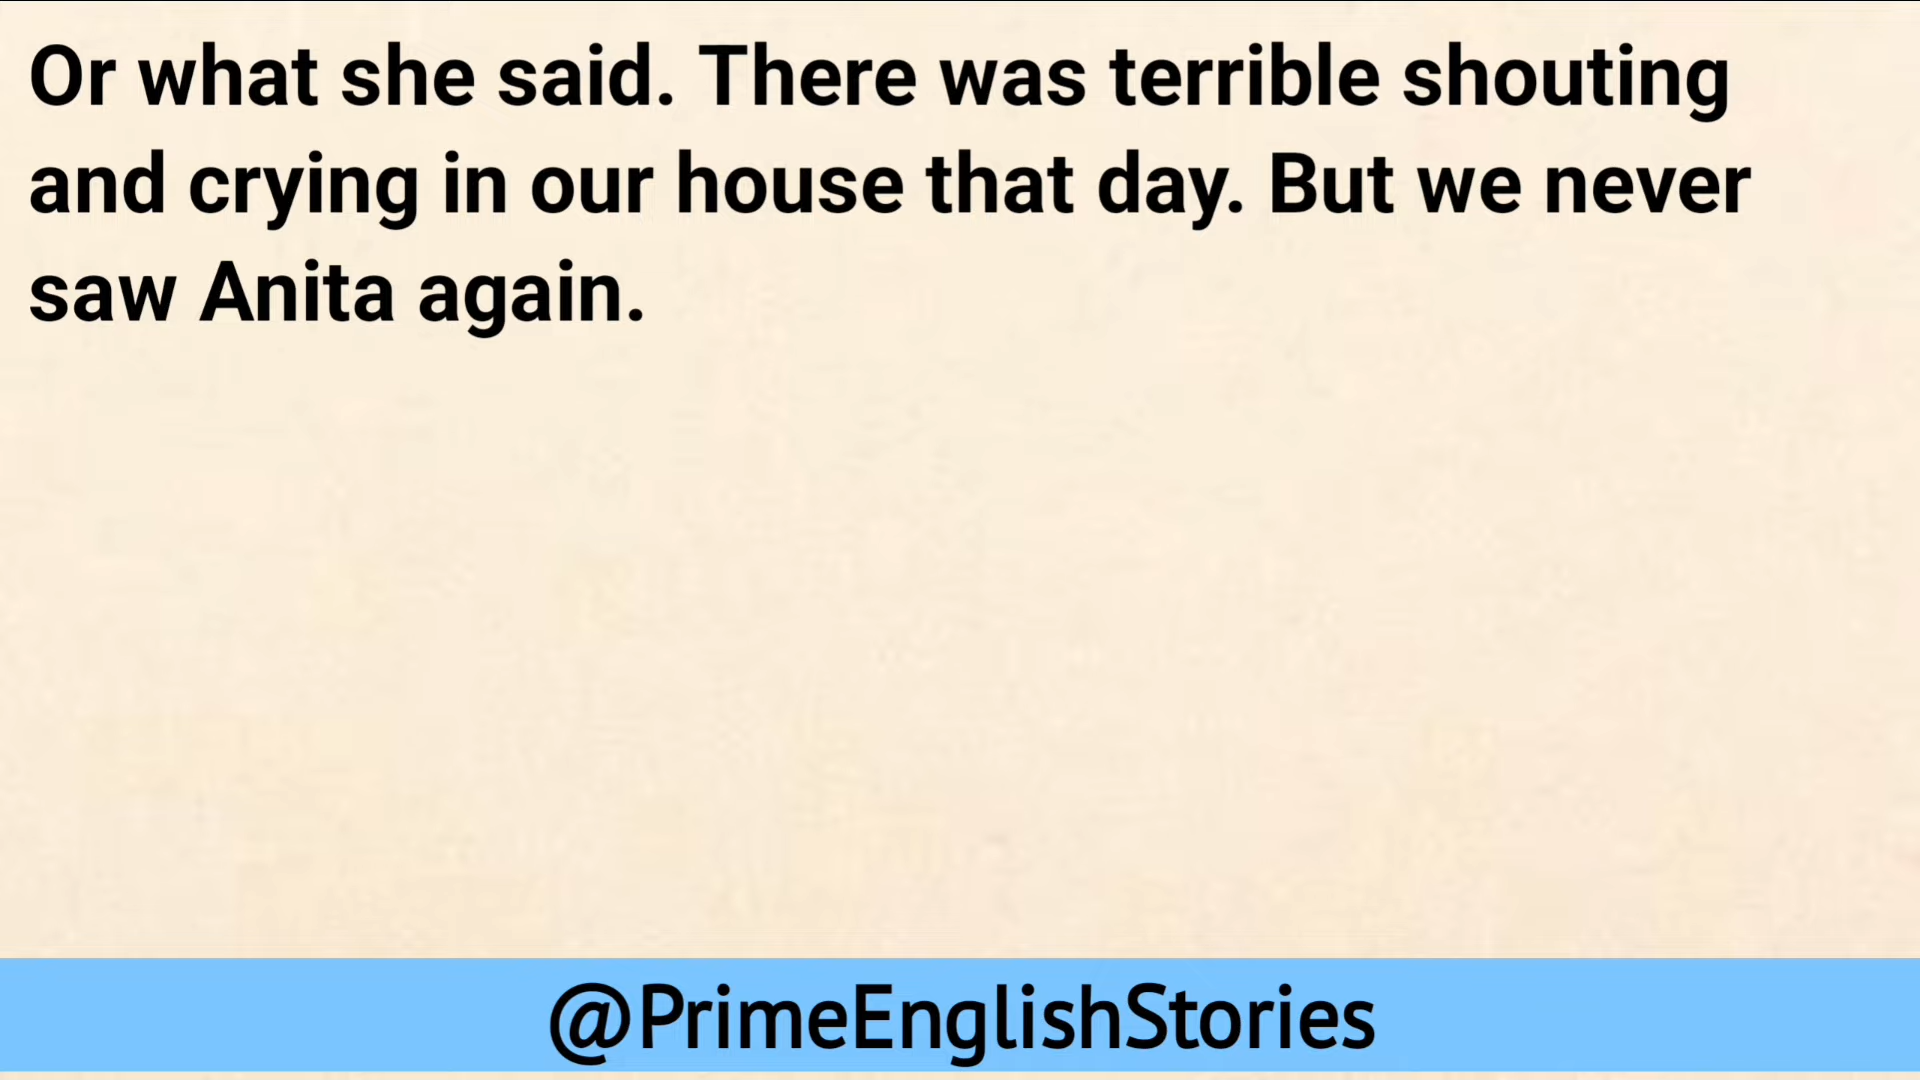 Or what she said. There was terrible shouting
and crying in our house that day. But we never
saw Anita again.
@PrimeEnglishStories